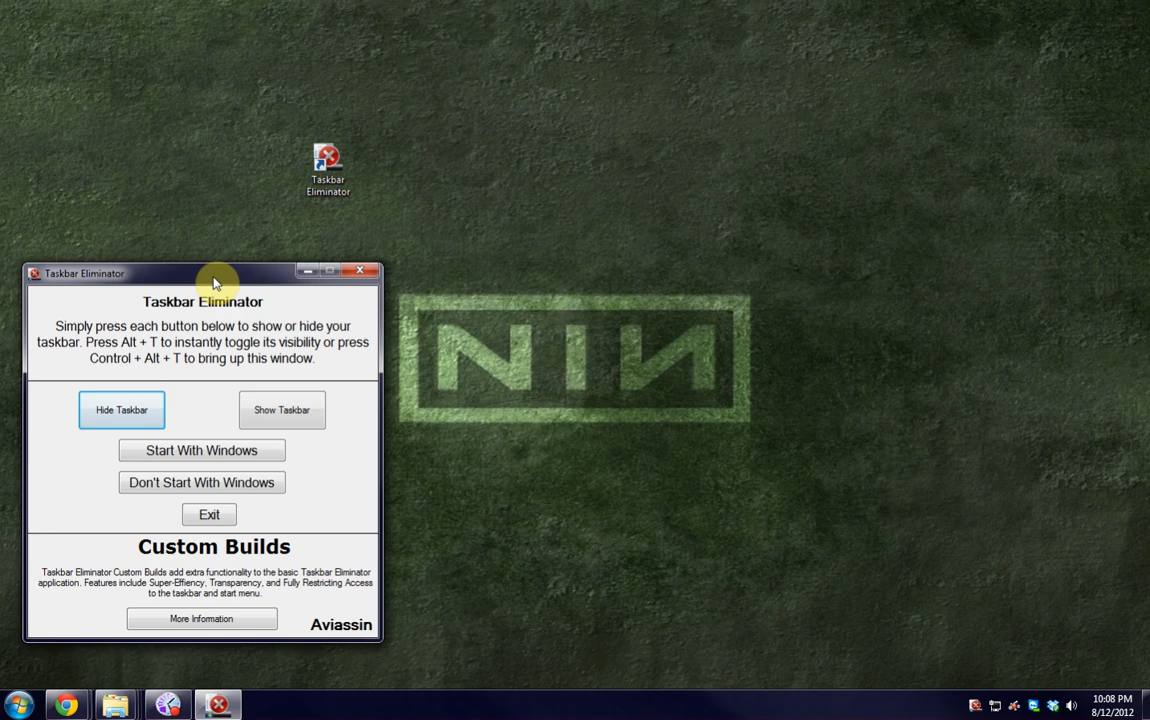 Taskbar
Eliminator
Taskbar Eliminator
Taskbar Eliminator
Simply press each button below to show or hide your
taskbar. Press Alt + T to instantly toggle its visibility or press
Control + Alt + T to bring up this window.
Hide Taskbar
Show Taskbar
Start With Windows
Don't Start With Windows
Exit
Custom Builds
Taskbar Eliminator Custom Builds add extra functionality to the basic Taskbar Eliminator
application. Features include Super-Effiency, Transparency, and Fully Restricting Access
to the taskbar and start menu.
More Information
Aviassin
NIИ
10:08 PM
8/12/2012